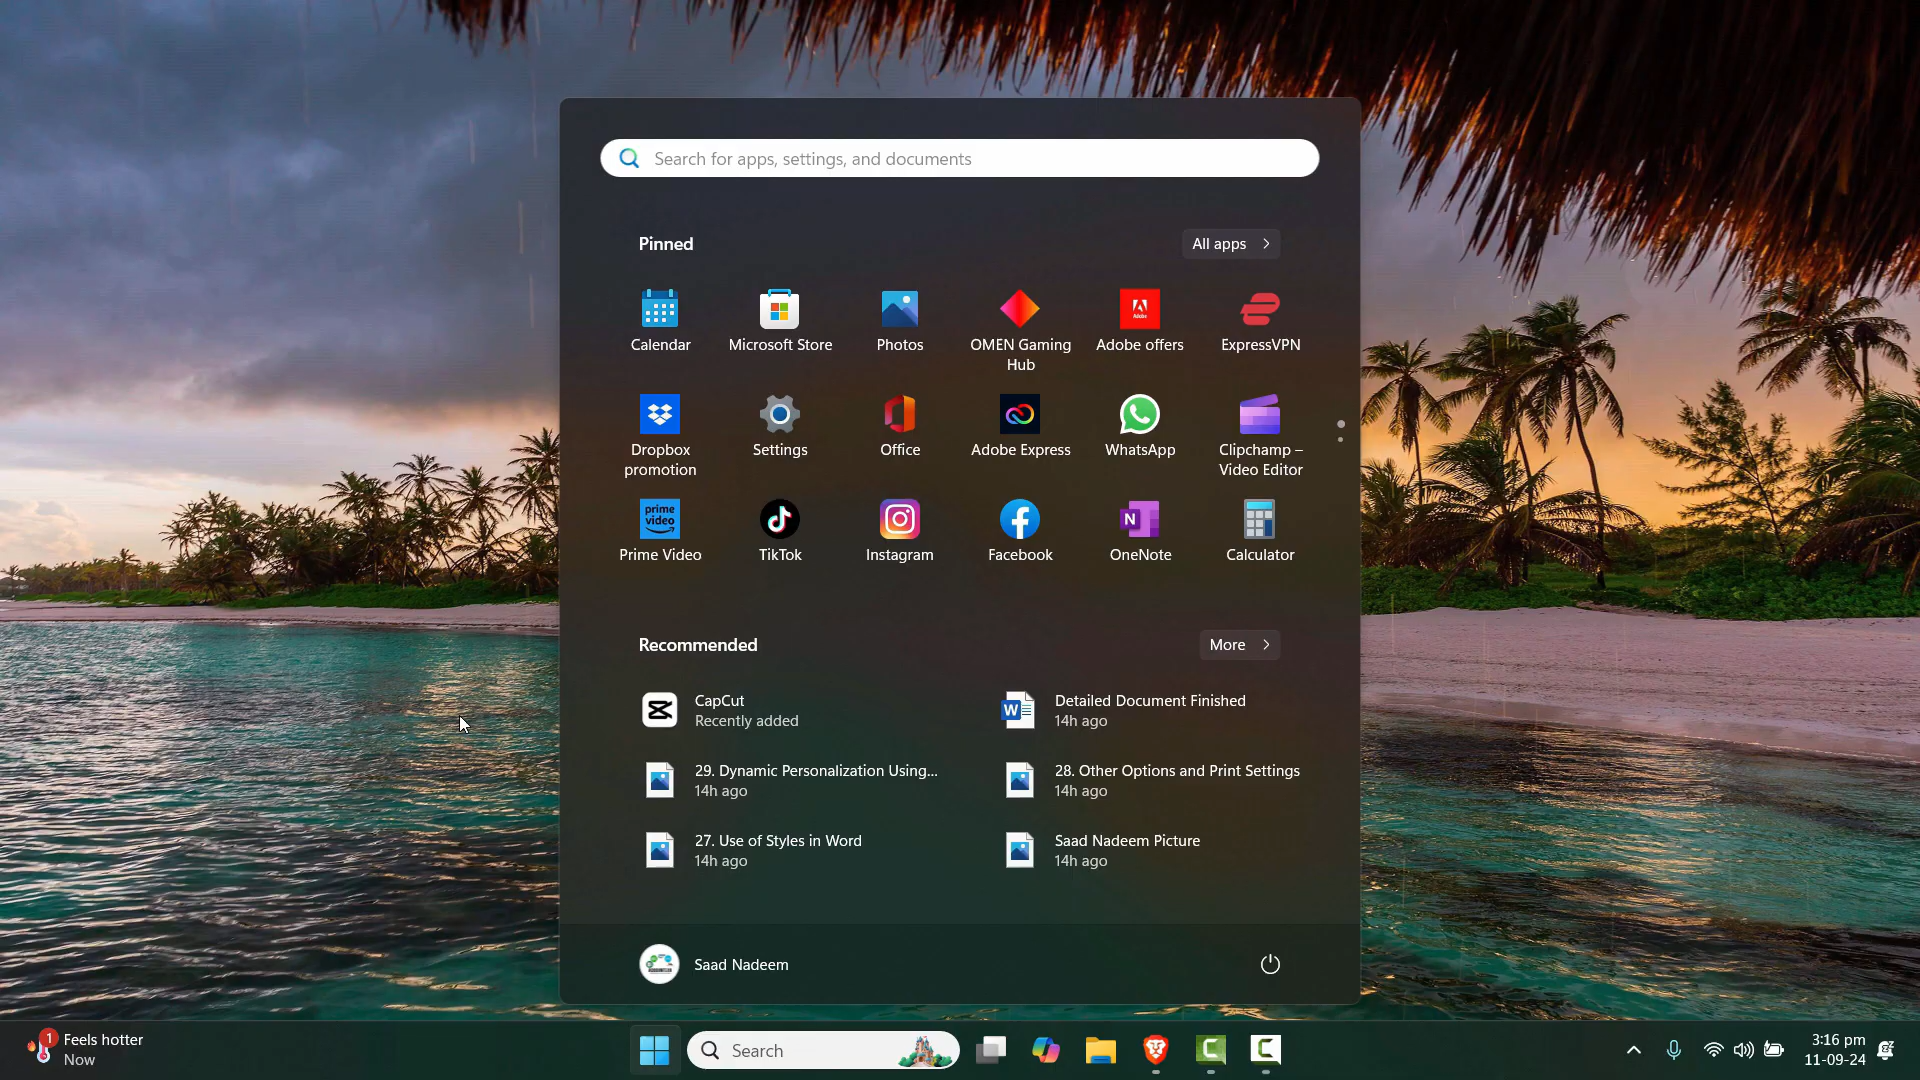 Search for apps, settings, and documents
Pinned
All apps
Calendar
Microsoft Store
Photos
OMEN Gaming
Hub
Adobe
Adobe offers
ExpressVPN
Dropbox
promotion
Settings
Office
Adobe Express
WhatsApp
Clipchamp –
Video Editor
prime
video
Prime Video
TikTok
Instagram
Facebook
N
OneNote
Calculator
Recommended
More
CapCut
Recently added
W
Detailed Document Finished
14h ago
29. Dynamic Personalization Using...
14h ago
28. Other Options and Print Settings
14h ago
27. Use of Styles in Word
14h ago
Saad Nadeem Picture
14h ago
Saad Nadeem
1
Feels hotter
Now
Search
C
C
3:16 pm
11-09-24